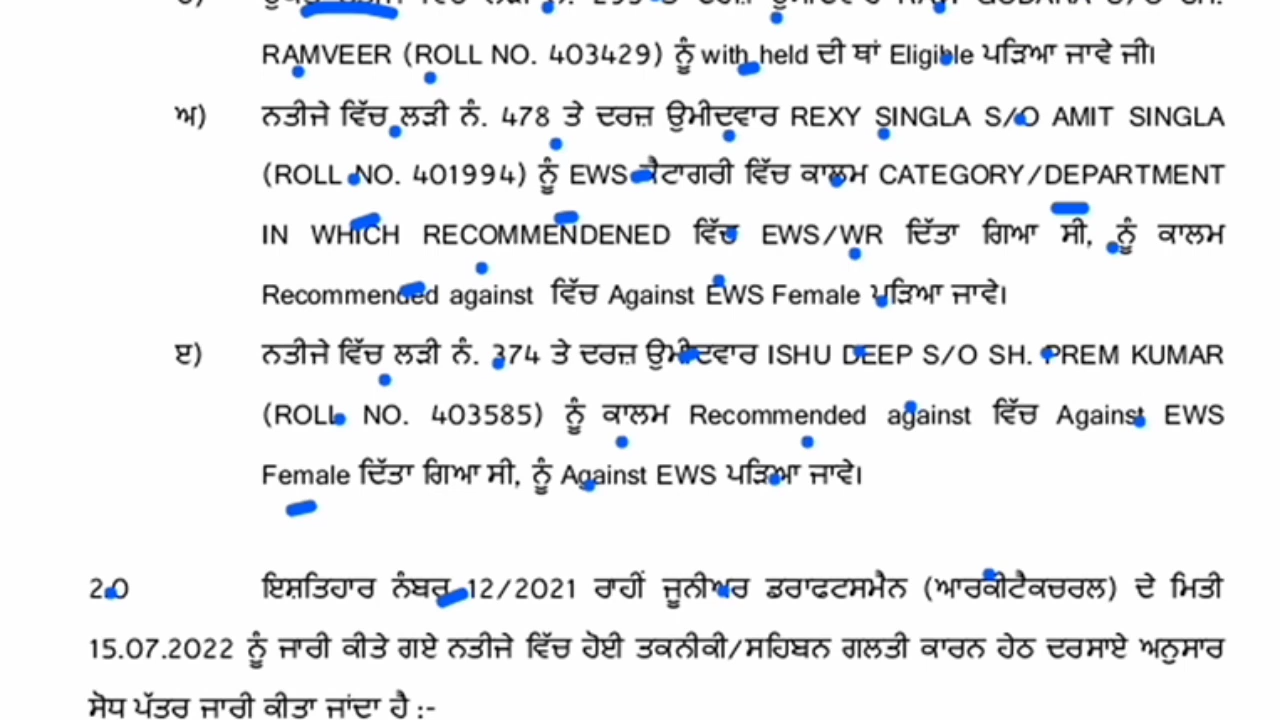 RAMVEER (ROLL NO. 403429) ਨੂੰ with held ਦੀ ਥਾਂ Eligible ਪੜਿਆ ਜਾਵੇ ਜੀ।
ਅ) ਨਤੀਜੇ ਵਿੱਚ ਲੜੀ ਨੰ. 478 ਤੇ ਦਰਜ਼ ਉਮੀਦਵਾਰ REXY SINGLA S/O AMIT SINGLA
(ROLL NO. 401994) ਨੂੰ EWS ਕੈਟਾਗਰੀ ਵਿੱਚ ਕਾਲਮ CATEGORY/DEPARTMENT
IN WHICH RECOMMENDENED ਵਿੱਚ EWS/WR ਦਿੱਤਾ ਗਿਆ ਸੀ, ਨੂੰ ਕਾਲਮ
Recommended against ਵਿੱਚ Against EWS Female ਪੜਿਆ ਜਾਵੇ।
ੲ) ਨਤੀਜੇ ਵਿੱਚ ਲੜੀ ਨੰ. 374 ਤੇ ਦਰਜ਼ ਉਮੀਦਵਾਰ ISHU DEEP S/O SH. PREM KUMAR
(ROLL NO. 403585) ਨੂੰ ਕਾਲਮ Recommended against ਵਿੱਚ Against EWS
Female ਦਿੱਤਾ ਗਿਆ ਸੀ, ਨੂੰ Against EWS ਪੜਿਆ ਜਾਵੇ।
2.0 ਇਸ਼ਤਿਹਾਰ ਨੰਬਰ 12/2021 ਰਾਹੀਂ ਜੂਨੀਅਰ ਡਰਾਫਟਸਮੈਨ (ਆਰਕੀਟੈਕਚਰਲ) ਦੇ ਮਿਤੀ
15.07.2022 ਨੂੰ ਜਾਰੀ ਕੀਤੇ ਗਏ ਨਤੀਜੇ ਵਿੱਚ ਹੋਈ ਤਕਨੀਕੀ/ਸਹਿਬਨ ਗਲਤੀ ਕਾਰਨ ਹੇਠ ਦਰਸਾਏ ਅਨੁਸਾਰ
ਸੋਧ ਪੱਤਰ ਜਾਰੀ ਕੀਤਾ ਜਾਂਦਾ ਹੈ :-